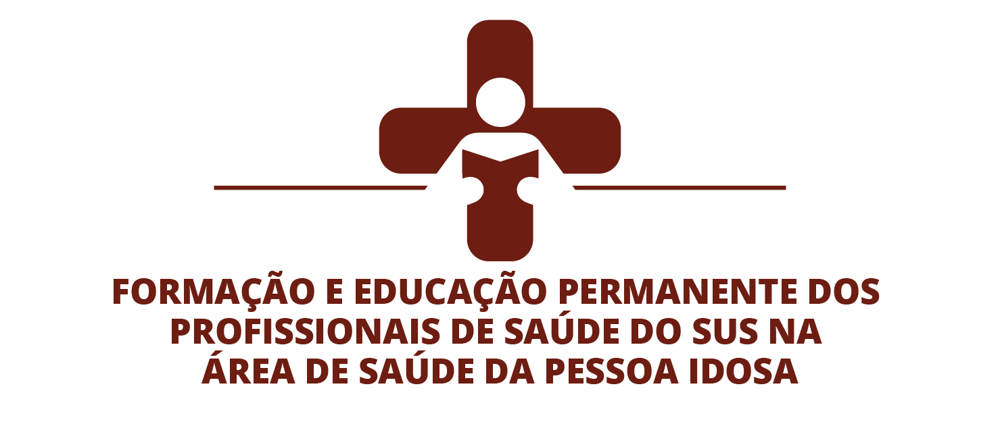 FORMAÇÃO E EDUCAÇÃO PERMANENTE DOS
PROFISSIONAIS DE SAÚDE DO SUS NA
ÁREA DE SAÚDE DA PESSOA IDOSA